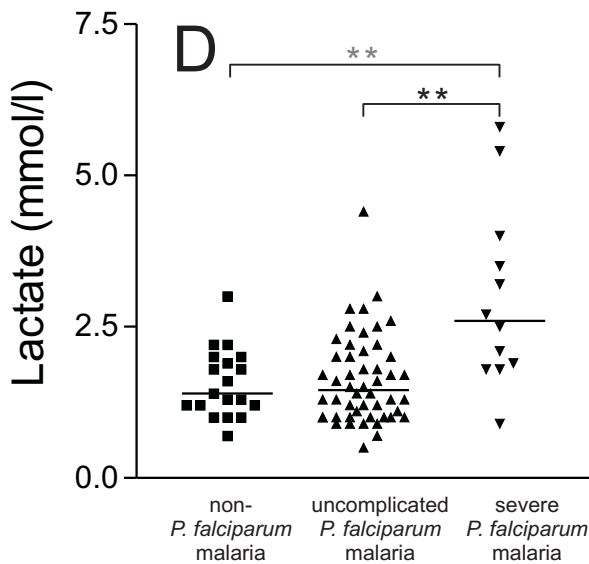 D
7.5
5.0
2.5
0.0
Lactate (mmol/l)
**
**
non-
P. falciparum
malaria
uncomplicated
P. falciparum
malaria
severe
P. falciparum
malaria